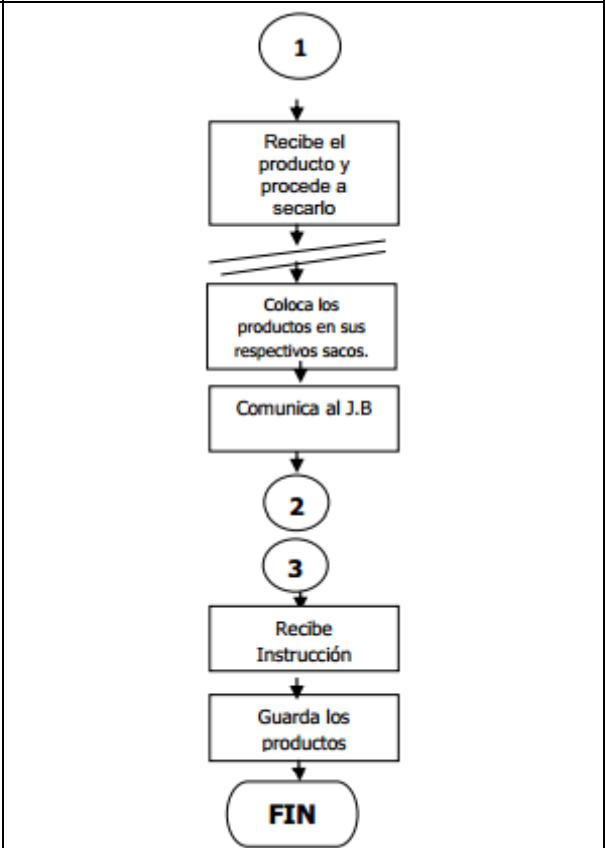 1
Recibe el
producto y
procede a
secarlo
Coloca los
productos en sus
respectivos sacos.
Comunica al J.B
2
3
Recibe
Instrucción
Guarda los
productos
FIN